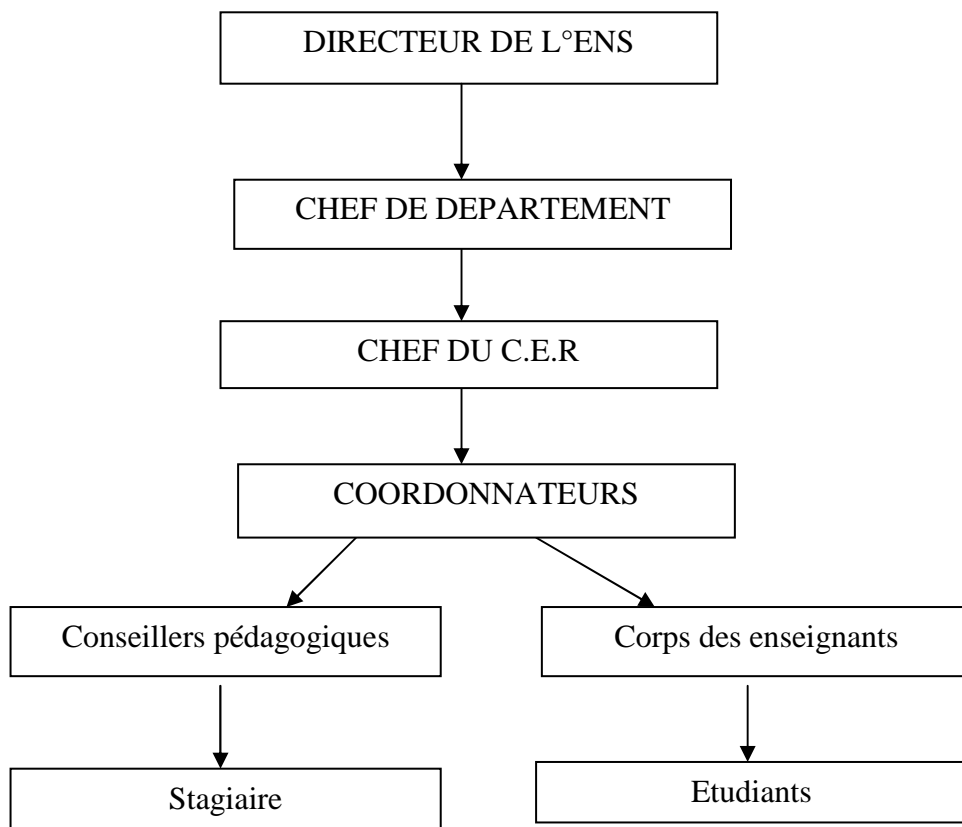 DIRECTEUR DE L°ENS
CHEF DE DEPARTEMENT
CHEF DU C.E.R
COORDONNATEURS
Conseillers pédagogiques
Corps des enseignants
Stagiaire
Etudiants